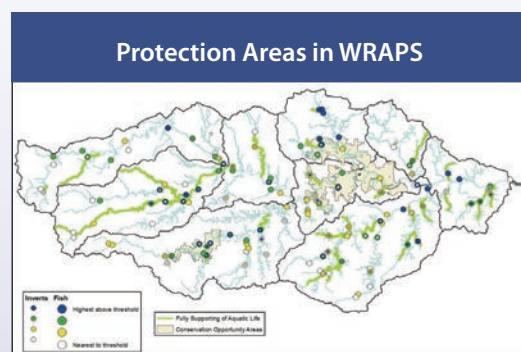 Protection Areas in WRAPS
Inverts Fish
Highest above threshold
Nearest to threshold
Fully Supporting of Aquatic Life
Conservation Opportunity Areas